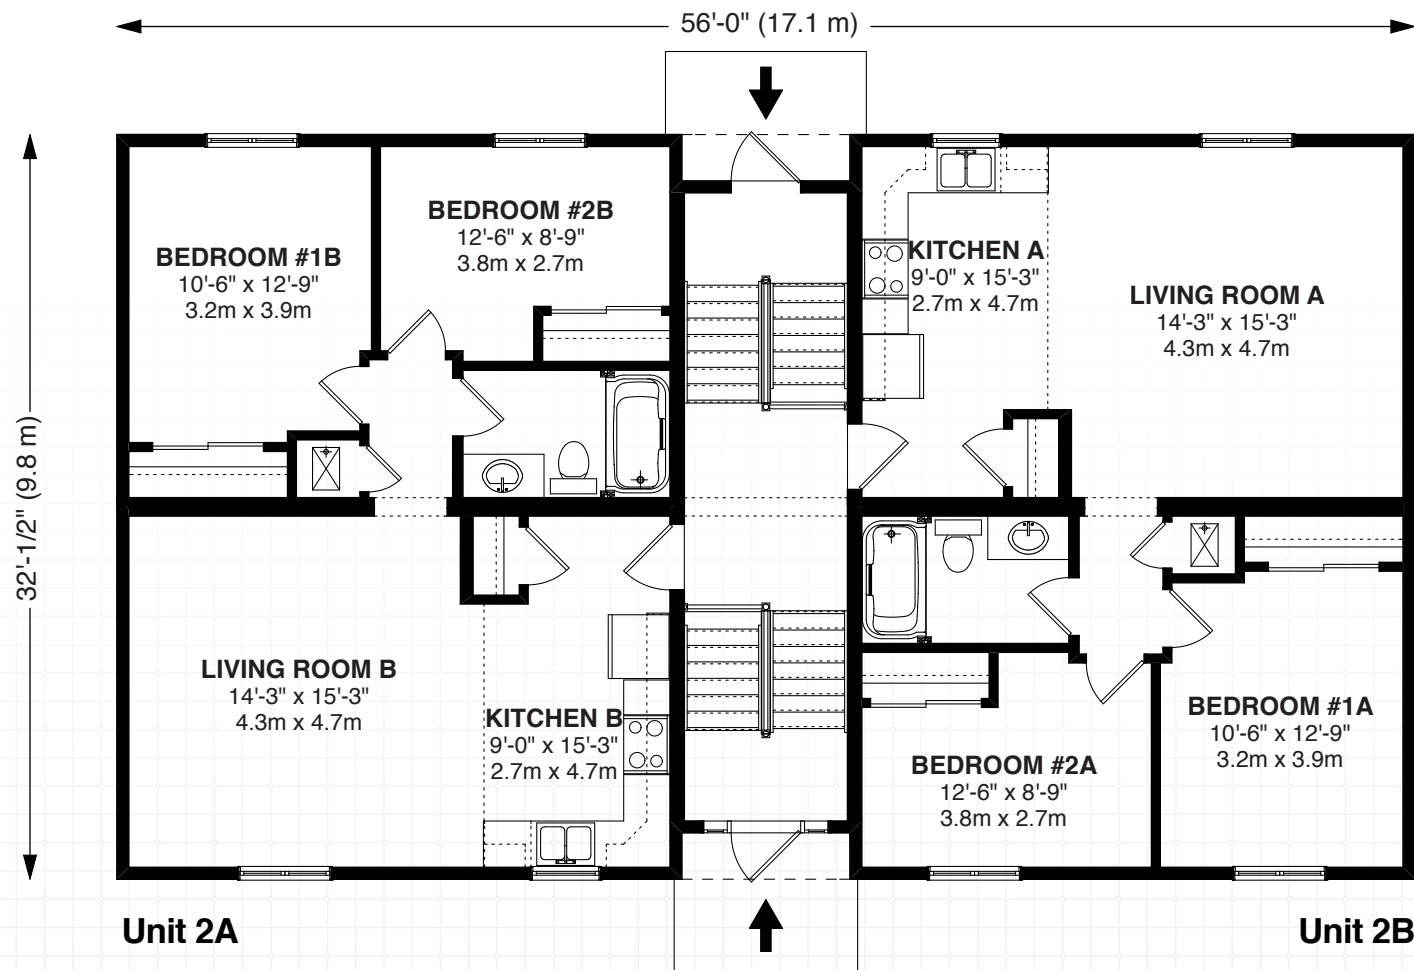 56'-0" (17.1 m)
32'-1/2" (9.8 m)
BEDROOM #1B
10'-6" x 12'-9"
3.2m x 3.9m
BEDROOM #2B
12'-6" x 8'-9"
3.8m x 2.7m
KITCHEN A
9'-0" x 15'-3"
2.7m x 4.7m
LIVING ROOM A
14'-3" x 15'-3"
4.3m x 4.7m
LIVING ROOM B
14'-3" x 15'-3"
4.3m x 4.7m
KITCHEN B
9'-0" x 15'-3"
2.7m x 4.7m
BEDROOM #2A
12'-6" x 8'-9"
3.8m x 2.7m
BEDROOM #1A
10'-6" x 12'-9"
3.2m x 3.9m
Unit 2A
Unit 2B